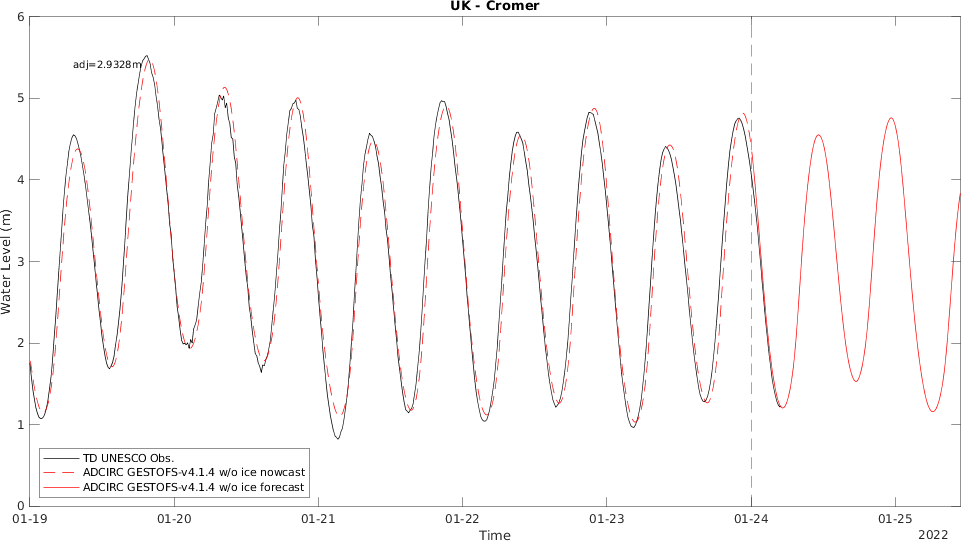 UK - Cromer
adj=2.9328m
6
5
4
3
2
1
0
Water Level (m)
TD UNESCO Obs.
ADCIRC GESTOFS-v4.1.4 w/o ice nowcast
ADCIRC GESTOFS-v4.1.4 w/o ice forecast
01-19 01-20 01-21 01-22 01-23 01-24 01-25
Time
2022